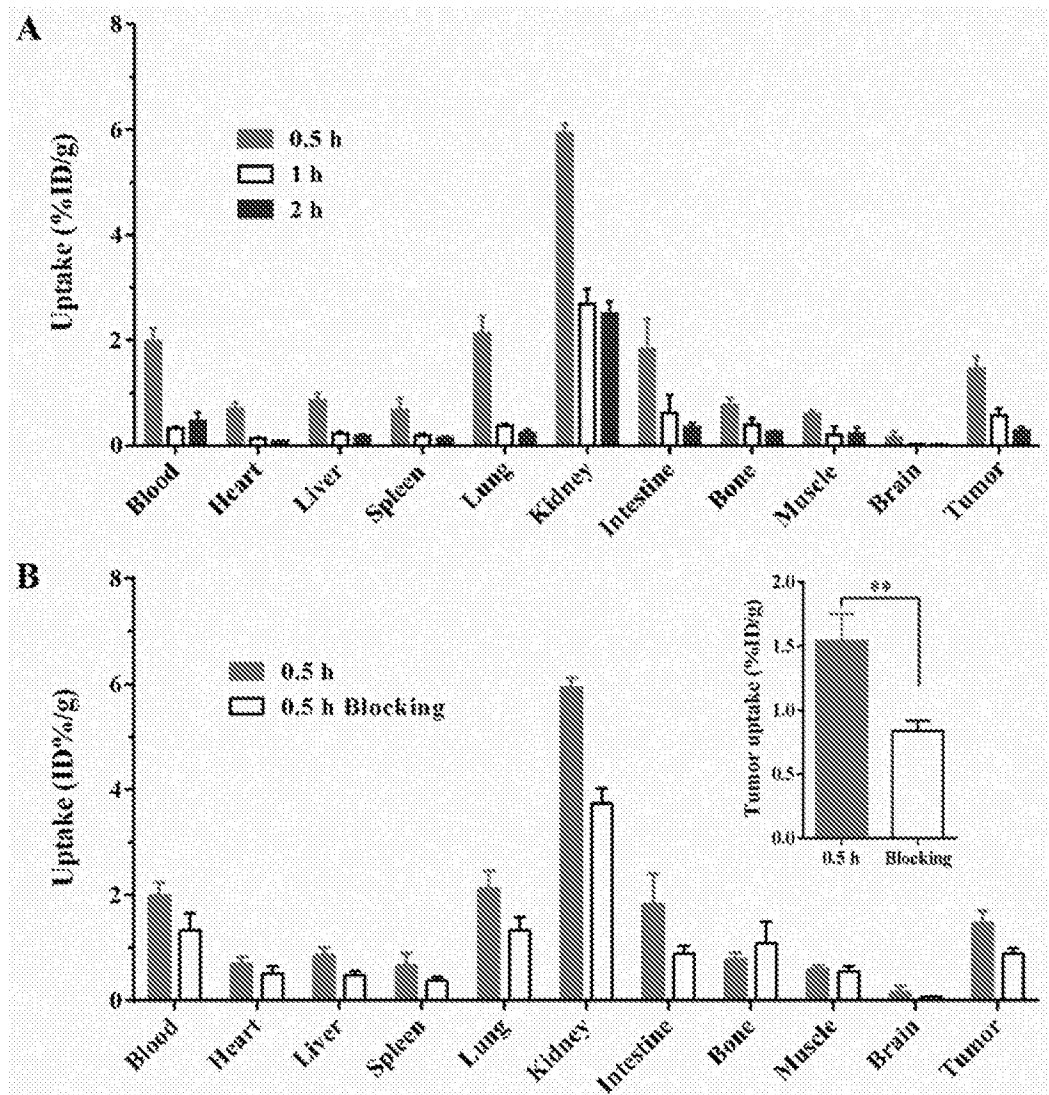 A
8
6
4
2
0
Uptake (%ID/g)
0.5 h
1 h
2 h
Blood
Heart
Liver
Spleen
Lung
Kidney
Intestine
Bone
Muscle
Brain
Tumor
B
8
6
4
2
0
Uptake (ID%/g)
0.5 h
0.5 h Blocking
2.0
1.5
1.0
0.5
0.0
Tumor uptake (%ID/g)
**
0.5 h
Blocking
Blood
Heart
Liver
Spleen
Lung
Kidney
Intestine
Bone
Muscle
Brain
Tumor